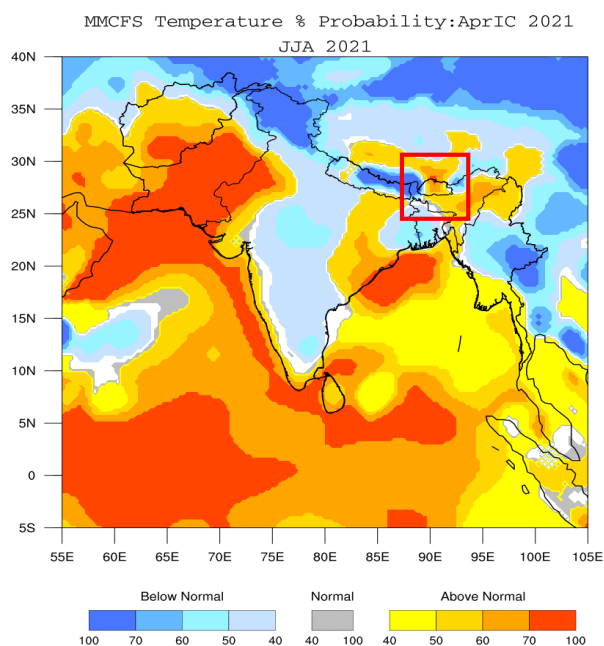 MMCFS Temperature % Probability:AprIC 2021
JJA 2021
40N
35N
30N
25N
20N
15N
10N
5N
0
5S
55E 60E 65E 70E 75E 80E 85E 90E 95E 100E 105E
Below Normal Normal Above Normal
100 70 60 50 40 40 100 40 50 60 70 100